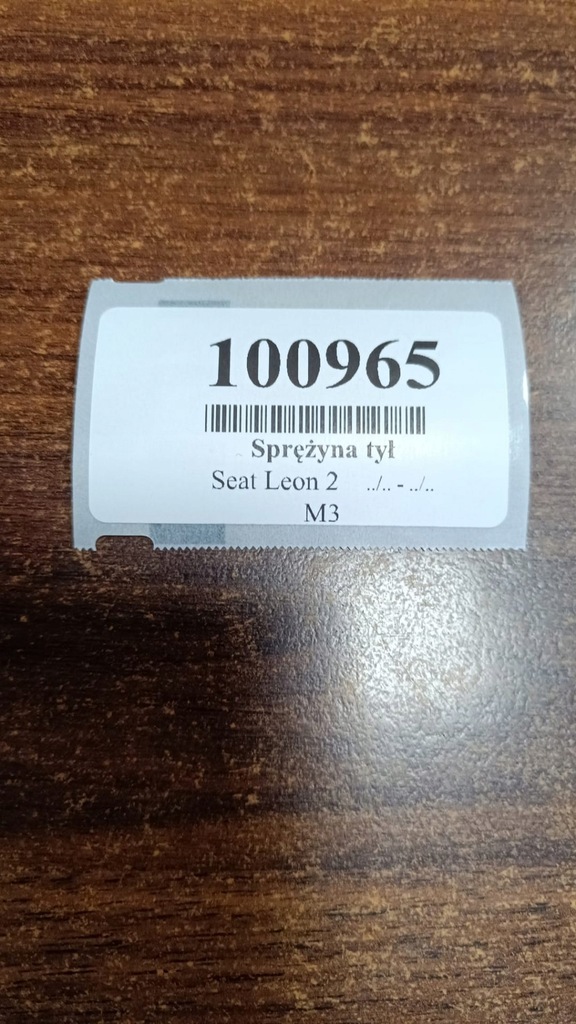 100965
Sprężyna tył
Seat Leon 2 ../.. - ../..
M3